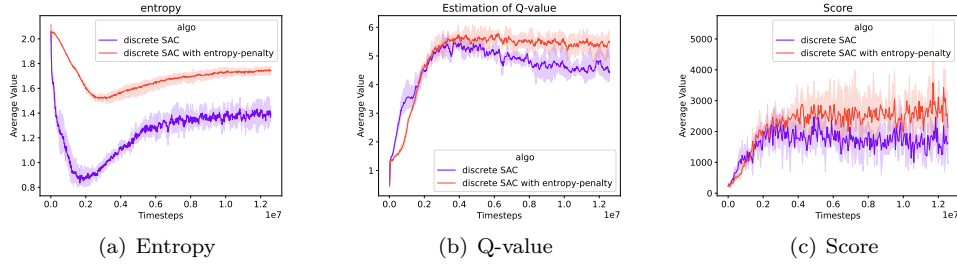 entropy
algo
discrete SAC
discrete SAC with entropy-penalty
Average Value
2.0
1.8
1.6
1.4
1.2
1.0
0.8
0.0 0.2 0.4 0.6 0.8 1.0 1.2
Timesteps
1e7
(a) Entropy
Estimation of Q-value
Average Value
6
5
4
3
2
1
algo
discrete SAC
discrete SAC with entropy-penalty
0.0 0.2 0.4 0.6 0.8 1.0 1.2
Timesteps
1e7
(b) Q-value
Score
algo
discrete SAC
discrete SAC with entropy-penalty
Average Value
5000
4000
3000
2000
1000
0
0.0 0.2 0.4 0.6 0.8 1.0 1.2
Timesteps
1e7
(c) Score